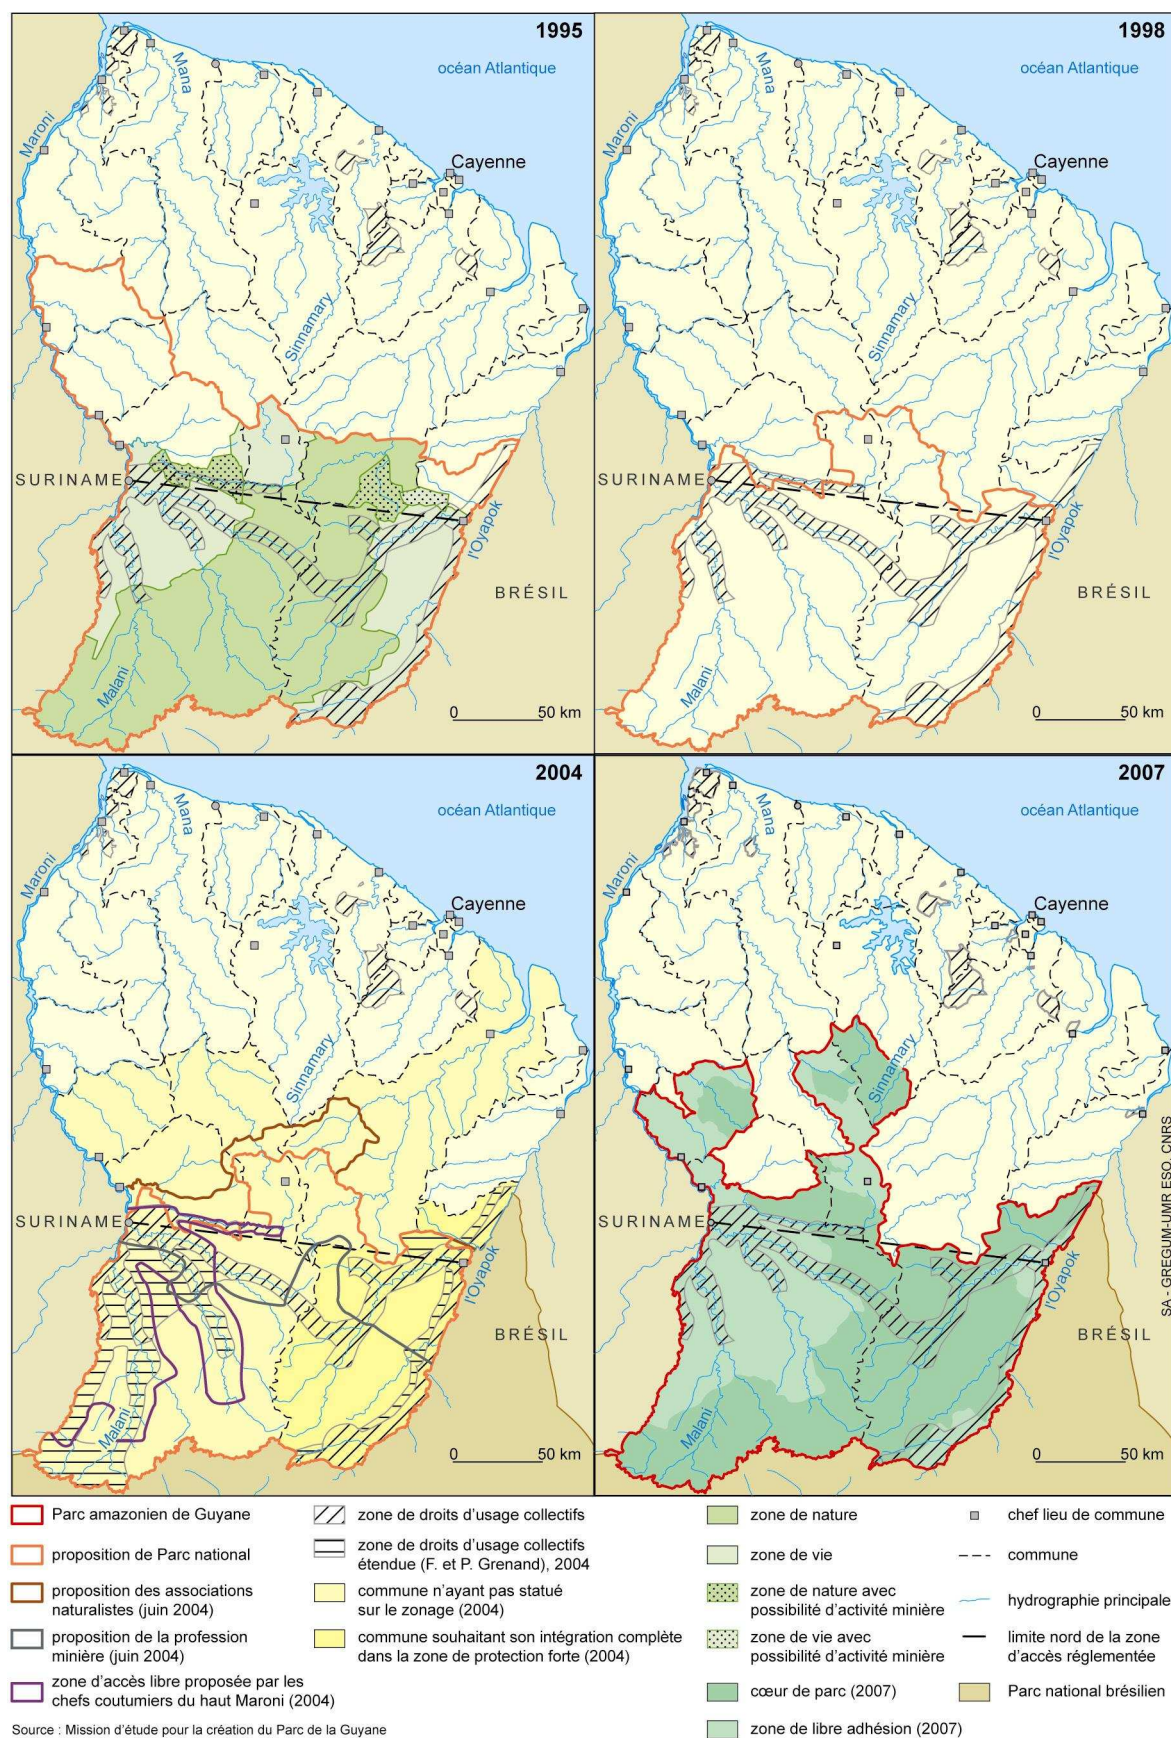 1995
océan Atlantique
Mana
Maroni
Cayenne
Sinnamary
SURINAME
l'Oyapok
BRÉSIL
Malani
0 50 km
1998
océan Atlantique
Mana
Maroni
Cayenne
Sinnamary
SURINAME
l'Oyapok
BRÉSIL
Malani
0 50 km
2004
océan Atlantique
Mana
Maroni
Cayenne
Sinnamary
SURINAME
l'Oyapok
BRÉSIL
Malani
0 50 km
2007
océan Atlantique
Mana
Maroni
Cayenne
Sinnamary
SURINAME
l'Oyapok
BRÉSIL
Malani
0 50 km
SA - GREGUM-UMR ESO, CNRS
Parc amazonien de Guyane
proposition de Parc national
proposition des associations
naturalistes (juin 2004)
proposition de la profession
minière (juin 2004)
zone d'accès libre proposée par les
chefs coutumiers du haut Maroni (2004)
zone de droits d'usage collectifs
zone de droits d'usage collectifs
étendue (F. et P. Grenand), 2004
commune n'ayant pas statué
sur le zonage (2004)
commune souhaitant son intégration complète
dans la zone de protection forte (2004)
zone de nature
zone de vie
zone de nature avec
possibilité d'activité minière
zone de vie avec
possibilité d'activité minière
cœur de parc (2007)
zone de libre adhésion (2007)
chef lieu de commune
commune
hydrographie principale
limite nord de la zone
d'accès réglementée
Parc national brésilien
Source : Mission d'étude pour la création du Parc de la Guyane